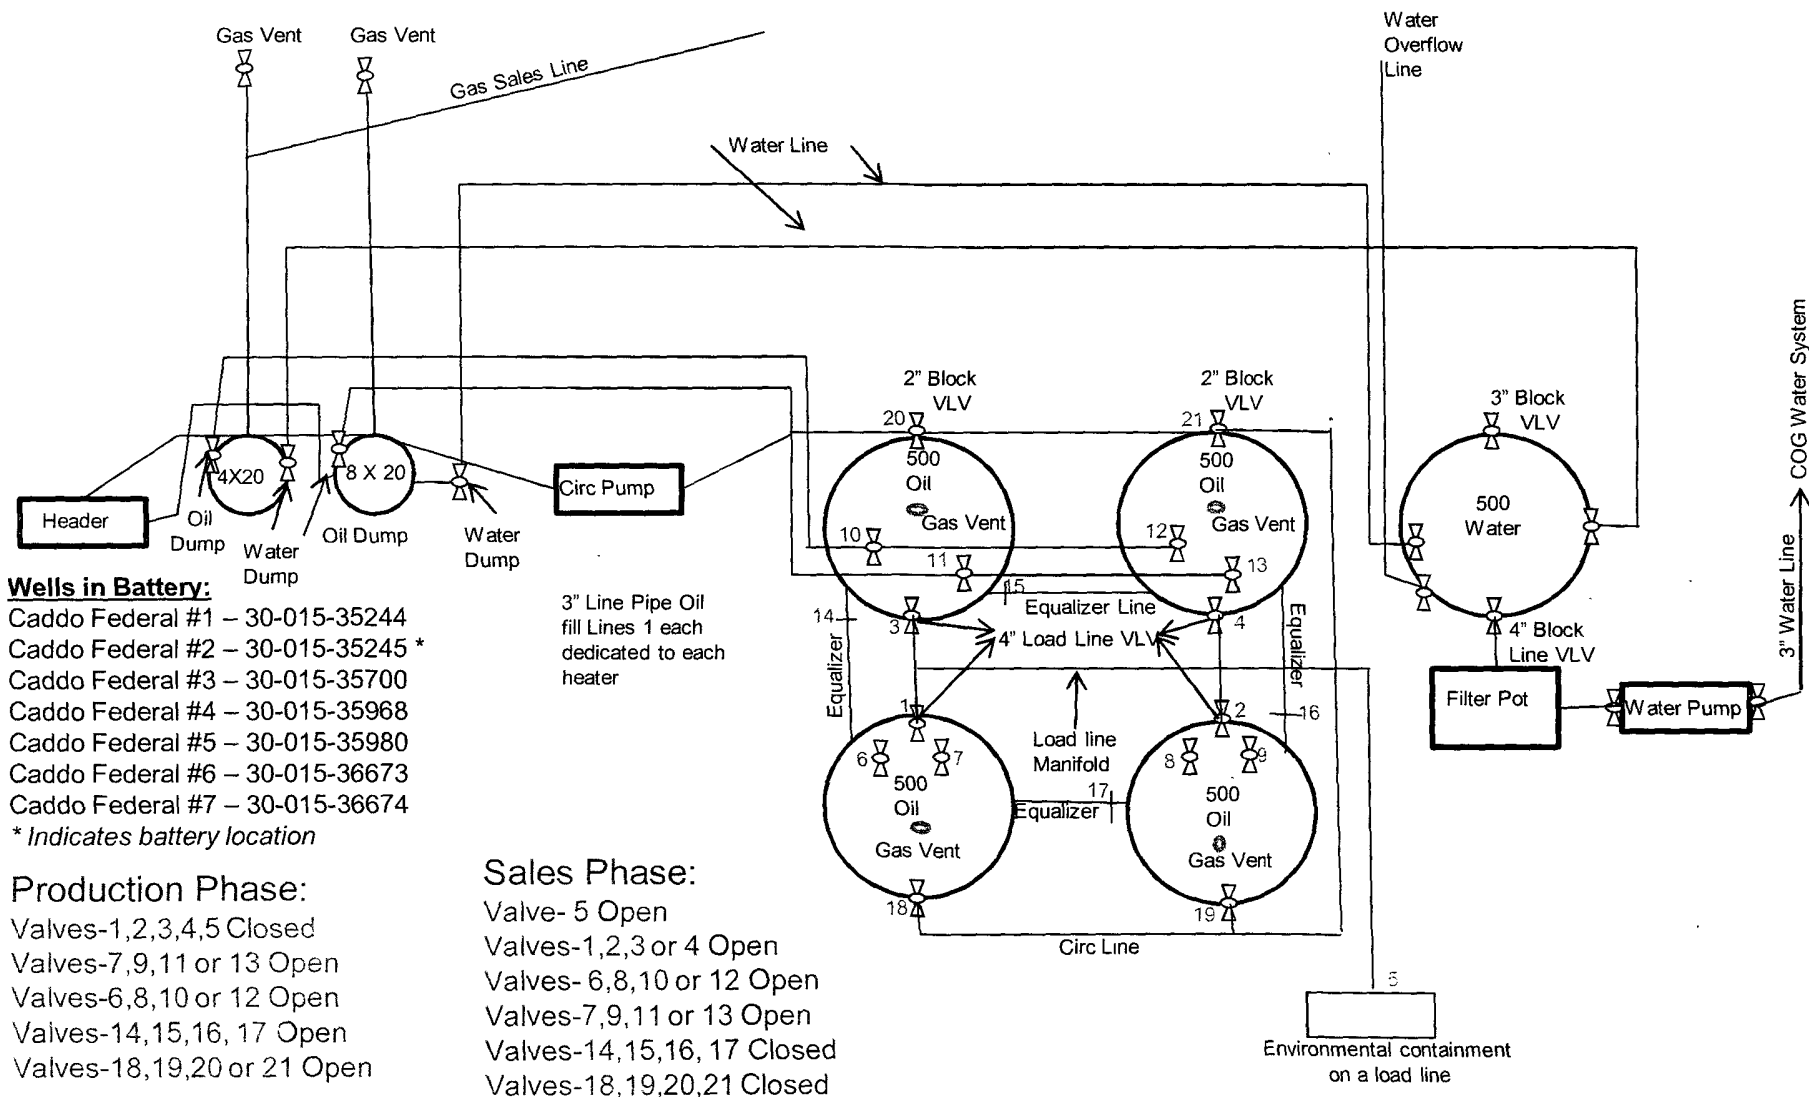 Gas Vent
Gas Vent
Gas Sales Line
Water
Overflow
Line
Water Line
COG Water System
3" Water Line
2" Block
VLV
2" Block
VLV
3" Block
VLV
20
21
500
Oil
Gas Vent
500
Oil
Gas Vent
500
Water
4X20
8 X 20
Circ Pump
Header
Oil
Dump
Water
Dump
Oil Dump
Water
Dump
10
11
12
13
15
Equalizer Line
14
3
4
Equalizer
Equalizer
4" Load Line VLV
4" Block
Line VLV
3" Line Pipe Oil
fill Lines 1 each
dedicated to each
heater
Filter Pot
Water Pump
1
2
16
6
7
8
9
Load line
Manifold
17
Equalizer
500
Oil
Gas Vent
500
Oil
Gas Vent
18
19
Circ Line
5
Environmental containment
on a load line
Wells in Battery:
Caddo Federal #1 – 30-015-35244
Caddo Federal #2 – 30-015-35245 *
Caddo Federal #3 – 30-015-35700
Caddo Federal #4 – 30-015-35968
Caddo Federal #5 – 30-015-35980
Caddo Federal #6 – 30-015-36673
Caddo Federal #7 – 30-015-36674
* Indicates battery location
Production Phase:
Valves-1,2,3,4,5 Closed
Valves-7,9,11 or 13 Open
Valves-6,8,10 or 12 Open
Valves-14,15,16, 17 Open
Valves-18,19,20 or 21 Open
Sales Phase:
Valve- 5 Open
Valves-1,2,3 or 4 Open
Valves- 6,8,10 or 12 Open
Valves-7,9,11 or 13 Open
Valves-14,15,16, 17 Closed
Valves-18,19,20,21 Closed